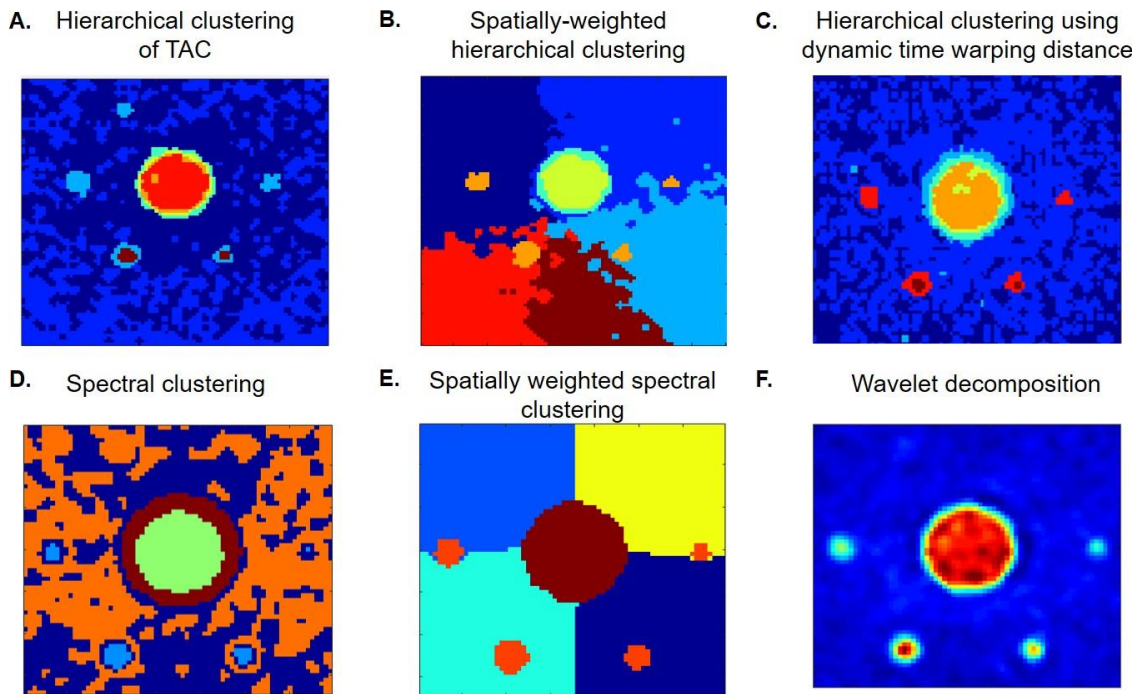 A. Hierarchical clustering
of TAC
B. Spatially-weighted
hierarchical clustering
C. Hierarchical clustering using
dynamic time warping distance
D. Spectral clustering
E. Spatially weighted spectral
clustering
F. Wavelet decomposition